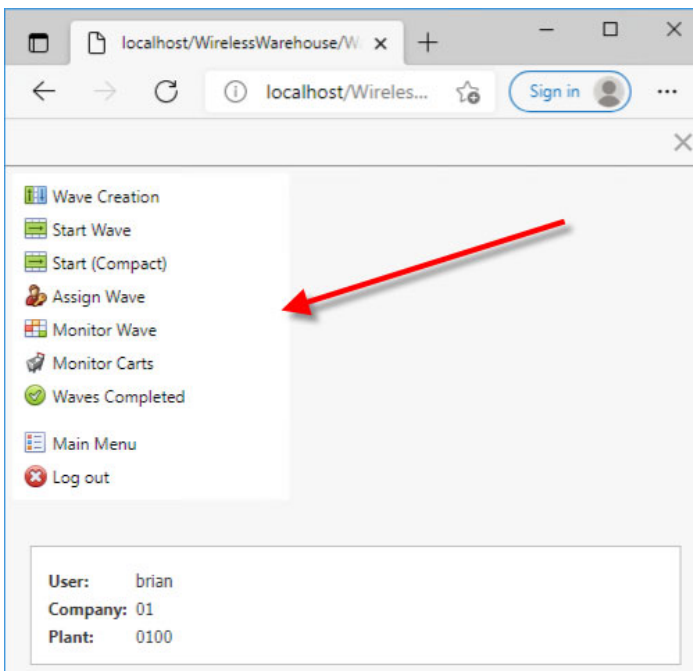 localhost/WirelessWarehouse/W
localhost/Wireles...
Sign in
Wave Creation
Start Wave
Start (Compact)
Assign Wave
Monitor Wave
Monitor Carts
Waves Completed
Main Menu
Log out
User: brian
Company: 01
Plant: 0100